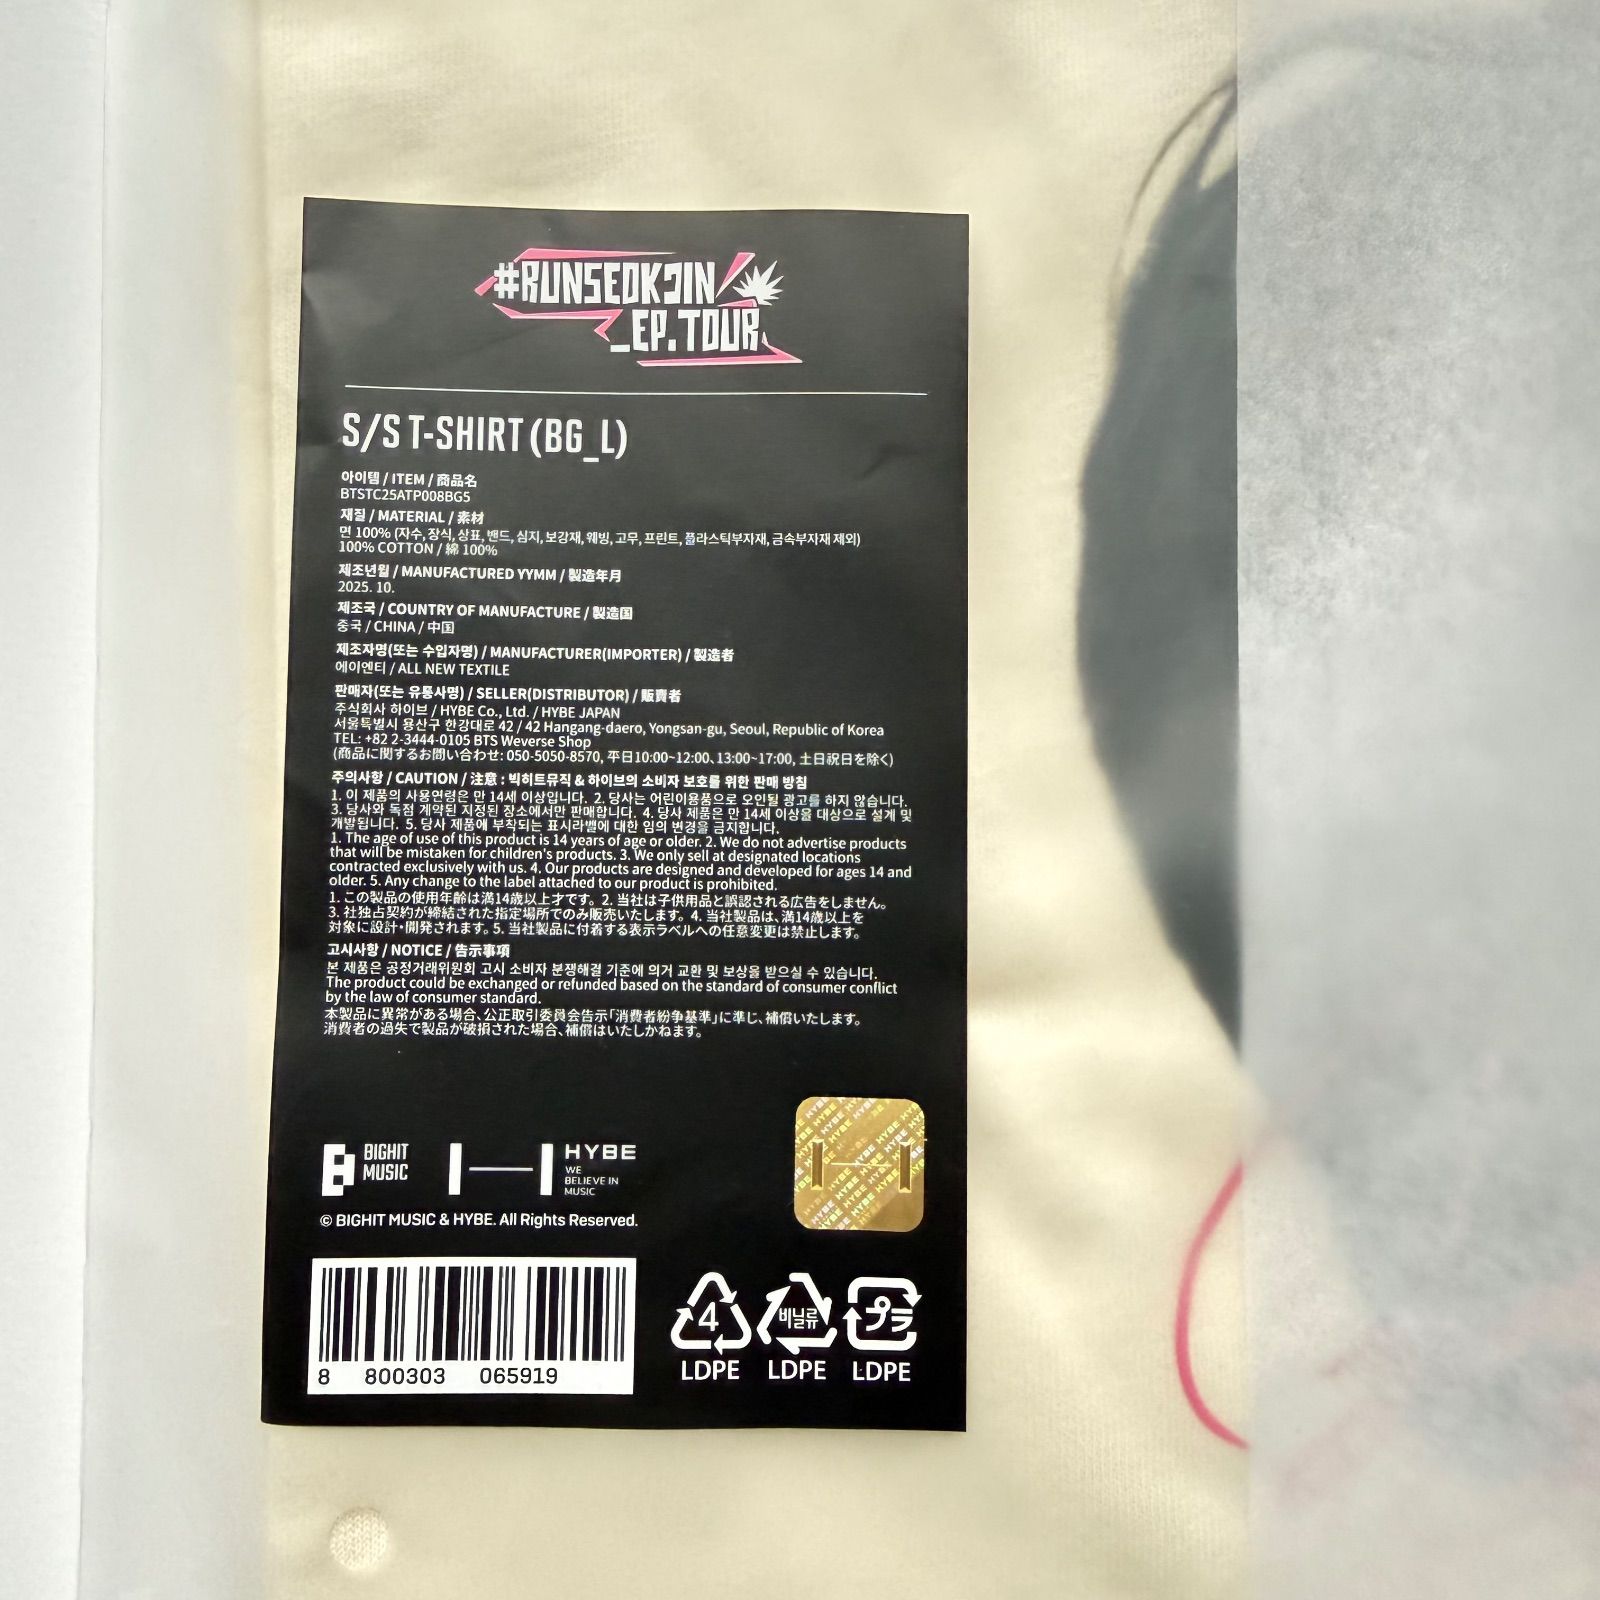 #RUNSEOKJIN
_EP.TOUR
S/S T-SHIRT (BG_L)
아이템 / ITEM / 商品名
BTSTC25ATP008BG5
재질 / MATERIAL / 素材
면 100% (자수, 장식, 상표, 밴드, 심지, 보강재, 웨빙, 고무, 프린트, 플라스틱부자재, 금속부자재 제외)
100% COTTON / 綿 100%
제조년월 / MANUFACTURED YYMM / 製造年月
2025. 10.
제조국 / COUNTRY OF MANUFACTURE / 製造国
중국 / CHINA / 中国
제조자명(또는 수입자명) / MANUFACTURER(IMPORTER) / 製造者
에이엔티 / ALL NEW TEXTILE
판매자(또는 유통사명) / SELLER(DISTRIBUTOR) / 販賣者
주식회사 하이브 / HYBE Co., Ltd. / HYBE JAPAN
서울특별시 용산구 한강대로 42 / 42 Hangang-daero, Yongsan-gu, Seoul, Republic of Korea
TEL: +82 2-3444-0105 BTS Weverse Shop
(商品に関するお問い合わせ: 050-5050-8570, 平日10:00~12:00、13:00~17:00, 土日祝日を除く)
주의사항 / CAUTION / 注意 : 빅히트뮤직 & 하이브의 소비자 보호를 위한 판매 방침
1. 이 제품의 사용연령은 만 14세 이상입니다. 2. 당사는 어린이용품으로 오인될 광고를 하지 않습니다.
3. 당사와 독점 계약된 지정된 장소에서만 판매합니다. 4. 당사 제품은 만 14세 이상을 대상으로 설계 및
개발됩니다. 5. 당사 제품에 부착되는 표시라벨에 대한 임의 변경을 금지합니다.
1. The age of use of this product is 14 years of age or older. 2. We do not advertise products
that will be mistaken for children's products. 3. We only sell at designated locations
contracted exclusively with us. 4. Our products are designed and developed for ages 14 and
older. 5. Any change to the label attached to our product is prohibited.
1. この製品の使用年齢は満14歳以上才です。 2. 当社は子供用品と誤認される広告をしません。
3. 社独占契約が締結された指定場所でのみ販売いたします。 4. 当社製品は、満14歳以上を
対象に設計・開発されます。 5. 当社製品に付着する表示ラベルへの任意変更は禁止します。
고시사항 / NOTICE / 告示事項
본 제품은 공정거래위원회 고시 소비자 분쟁해결 기준에 의거 교환 및 보상을 받으실 수 있습니다.
The product could be exchanged or refunded based on the standard of consumer conflict
by the law of consumer standard.
本製品に異常がある場合、公正取引委員会告示「消費者紛争基準」に準じ、補償いたします。
消費者の過失で製品が破損された場合、補償はいたしかねます。
BIGHIT
MUSIC
HYBE
WE
BELIEVE IN
MUSIC
© BIGHIT MUSIC & HYBE. All Rights Reserved.
8 800303 065919
4 비닐류 プラ
LDPE LDPE LDPE